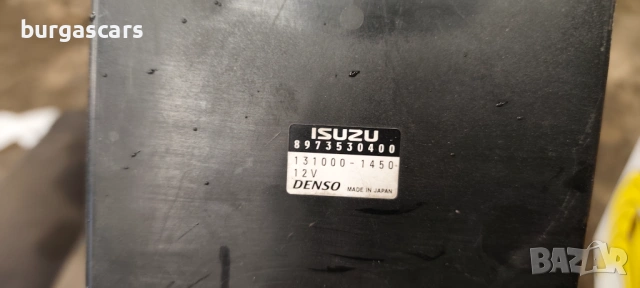 burgascars
ISUZU
8973530400
131000-1450
12V
DENSO MADE IN JAPAN
BAZAR